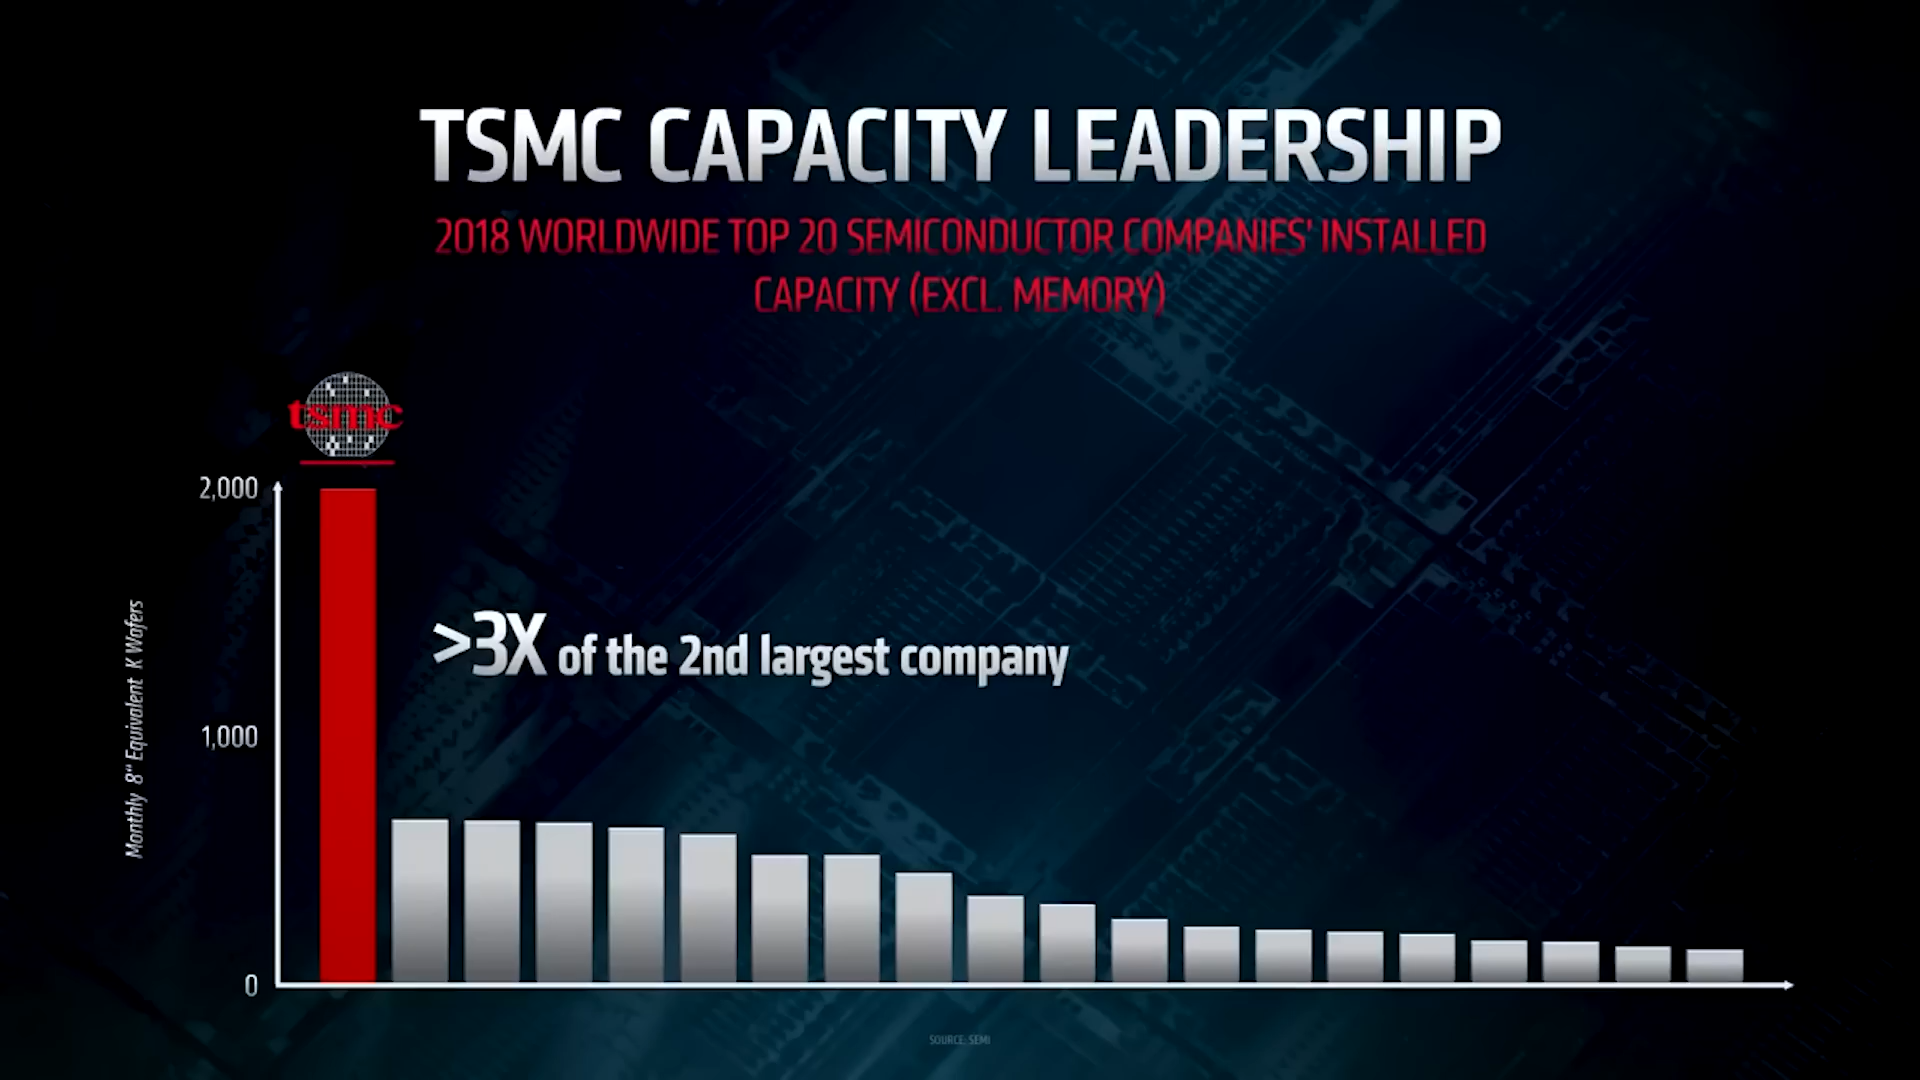 TSMC CAPACITY LEADERSHIP
2018 WORLDWIDE TOP 20 SEMICONDUCTOR COMPANIES' INSTALLED
CAPACITY (EXCL. MEMORY)
tsmc
2,000
>3X of the 2nd largest company
1,000
Monthly 8" Equivalent K Wafers
0
SOURCE: SEMI